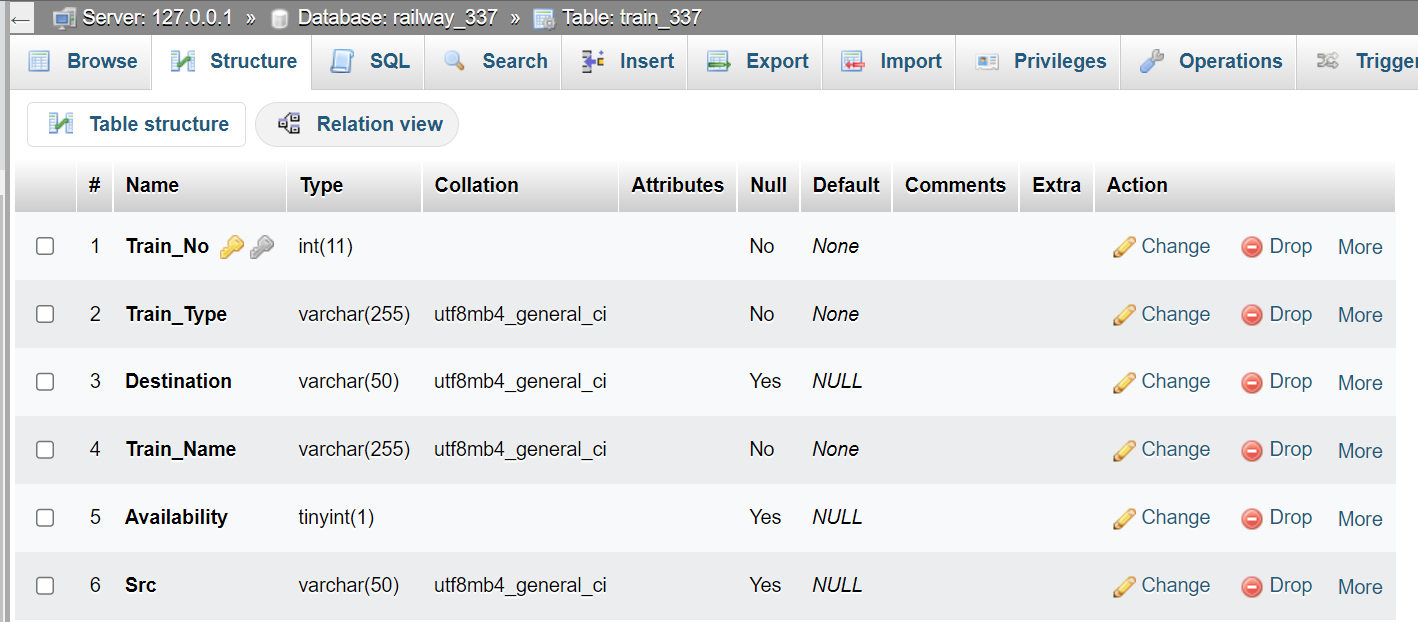 Server: 127.0.0.1 » Database: railway_337 » Table: train_337
Browse Structure SQL Search Insert Export Import Privileges Operations Trigger
Table structure Relation view
# Name Type Collation Attributes Null Default Comments Extra Action
1 Train_No int(11) No None Change Drop More
2 Train_Type varchar(255) utf8mb4_general_ci No None Change Drop More
3 Destination varchar(50) utf8mb4_general_ci Yes NULL Change Drop More
4 Train_Name varchar(255) utf8mb4_general_ci No None Change Drop More
5 Availability tinyint(1) Yes NULL Change Drop More
6 Src varchar(50) utf8mb4_general_ci Yes NULL Change Drop More